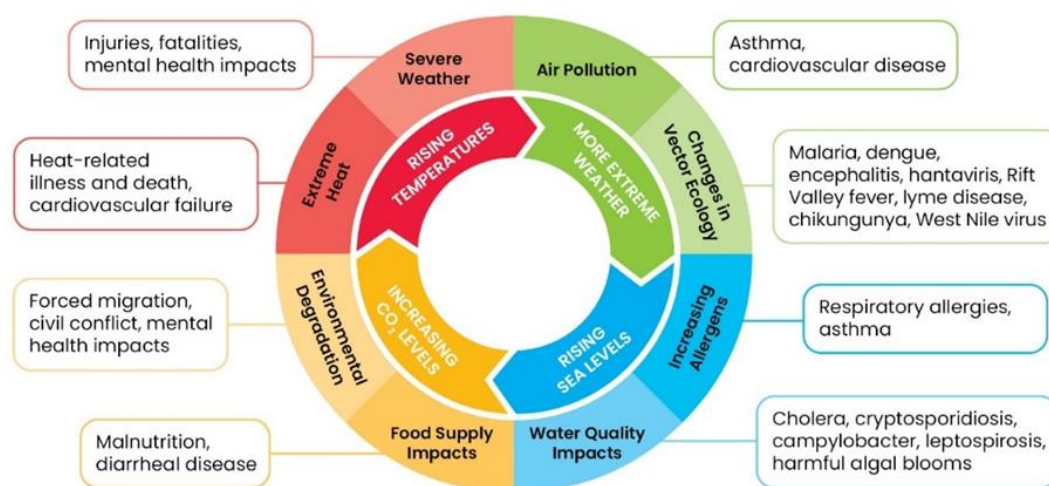 Injuries, fatalities,
mental health impacts
Severe
Weather
Air Pollution
Asthma,
cardiovascular disease
Heat-related
illness and death,
cardiovascular failure
Extreme
Heat
RISING
TEMPERATURES
MORE EXTREME
WEATHER
Changes in
Vector Ecology
Malaria, dengue,
encephalitis, hantaviris, Rift
Valley fever, lyme disease,
chikungunya, West Nile virus
Forced migration,
civil conflict, mental
health impacts
Environmental
Degradation
INCREASING
CO₂ LEVELS
RISING
SEA LEVELS
Increasing
Allergens
Respiratory allergies,
asthma
Malnutrition,
diarrheal disease
Food Supply
Impacts
Water Quality
Impacts
Cholera, cryptosporidiosis,
campylobacter, leptospirosis,
harmful algal blooms